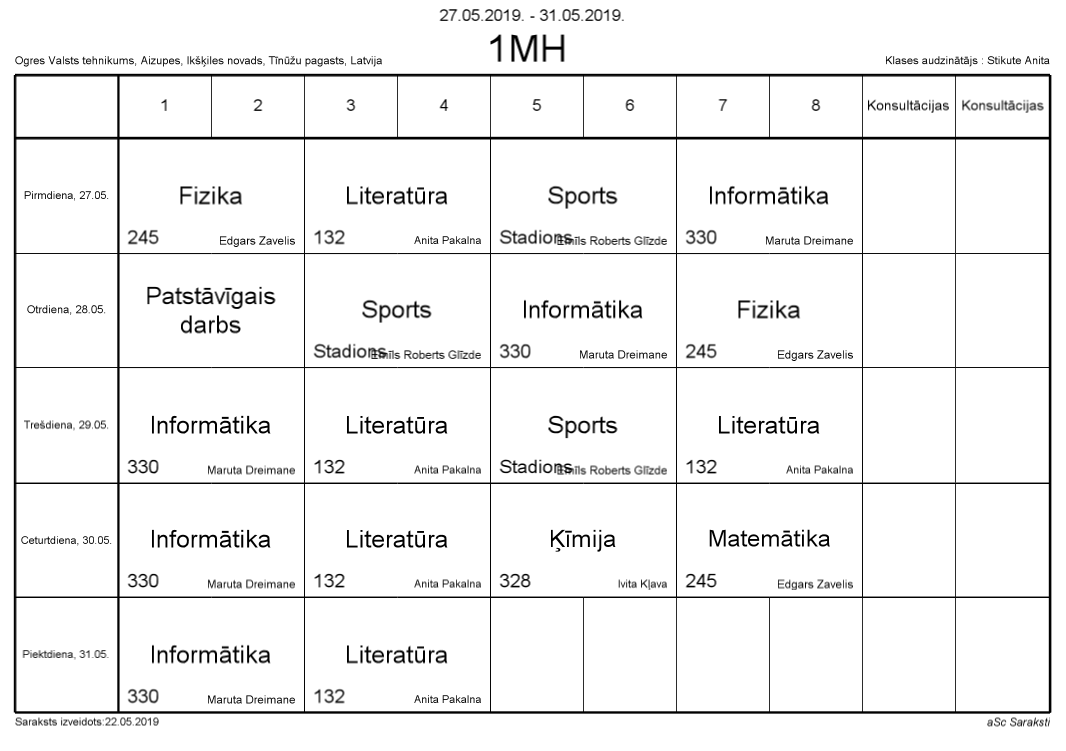 27.05.2019. - 31.05.2019.
1MH
Ogres Valsts tehnikums, Aizupes, Ikšķiles novads, Tīnūžu pagasts, Latvija
Klases audzinātājs : Stikute Anita
1 2 3 4 5 6 7 8 Konsultācijas Konsultācijas
Pirmdiena, 27.05.
Fizika
245 Edgars Zavelis
Literatūra
132 Anita Pakalna
Sports
Stadions Emīls Roberts Glīzde
Informātika
330 Maruta Dreimane
Otrdiena, 28.05.
Patstāvīgais
darbs
Sports
Stadions Emīls Roberts Glīzde
Informātika
330 Maruta Dreimane
Fizika
245 Edgars Zavelis
Trešdiena, 29.05.
Informātika
330 Maruta Dreimane
Literatūra
132 Anita Pakalna
Sports
Stadions Emīls Roberts Glīzde
Literatūra
132 Anita Pakalna
Ceturtdiena, 30.05.
Informātika
330 Maruta Dreimane
Literatūra
132 Anita Pakalna
Ķīmija
328 Ivita Kļava
Matemātika
245 Edgars Zavelis
Piektdiena, 31.05.
Informātika
330 Maruta Dreimane
Literatūra
132 Anita Pakalna
Saraksts izveidots:22.05.2019
aSc Saraksti